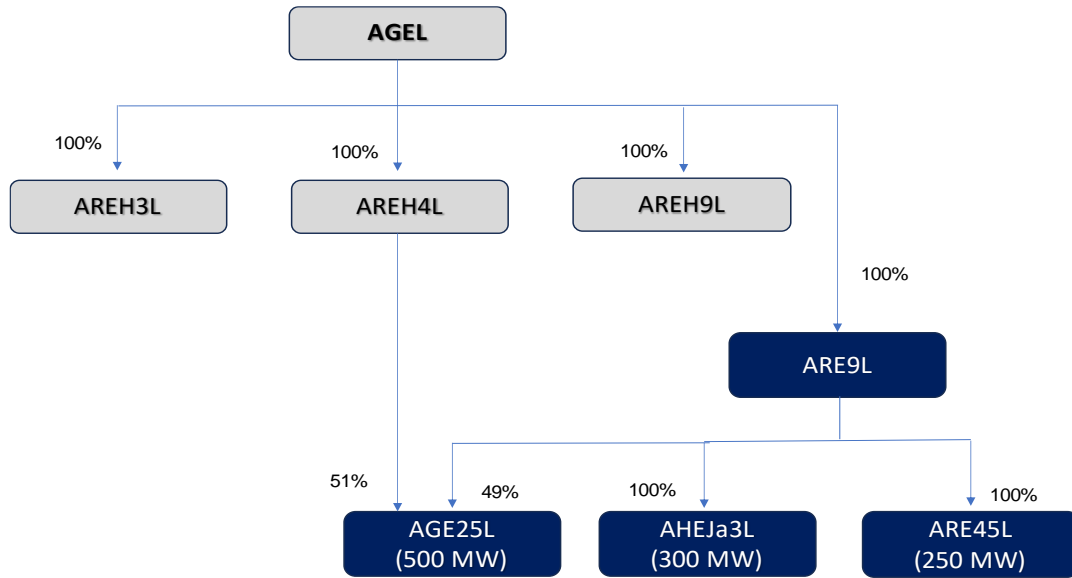 AGEL
100%
100%
100%
AREH3L
AREH4L
AREH9L
100%
ARE9L
51%
49%
100%
100%
AGE25L
(500 MW)
AHEJa3L
(300 MW)
ARE45L
(250 MW)